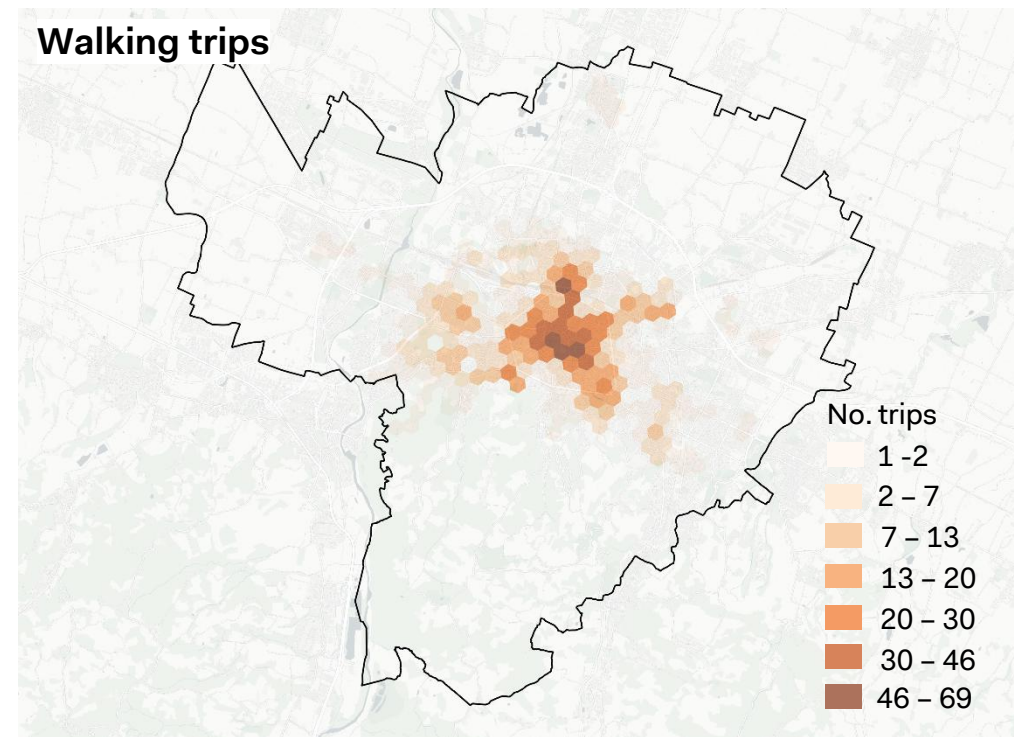 Walking trips
No. trips
1 -2
2 – 7
7 – 13
13 – 20
20 – 30
30 – 46
46 – 69